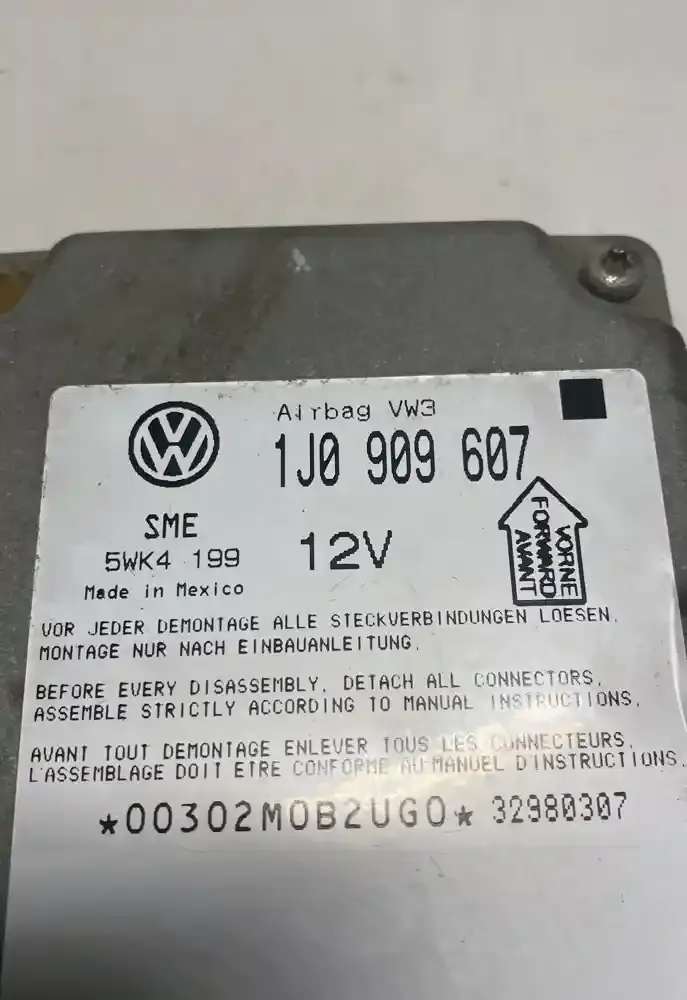 Airbag VW3
1J0 909 607
SME
5WK4 199
12V
Made in Mexico
VORNE
FORWARD
AVANT
VOR JEDER DEMONTAGE ALLE STECKVERBINDUNGEN LOESEN.
MONTAGE NUR NACH EINBAUANLEITUNG.
BEFORE EVERY DISASSEMBLY, DETACH ALL CONNECTORS.
ASSEMBLE STRICTLY ACCORDING TO MANUAL INSTRUCTIONS.
AVANT TOUT DEMONTAGE ENLEVER TOUS LES CONNECTEURS.
L'ASSEMBLAGE DOIT ETRE CONFORME AU MANUEL D'INSTRUCTIONS.
*00302M0B2UG0* 32980307